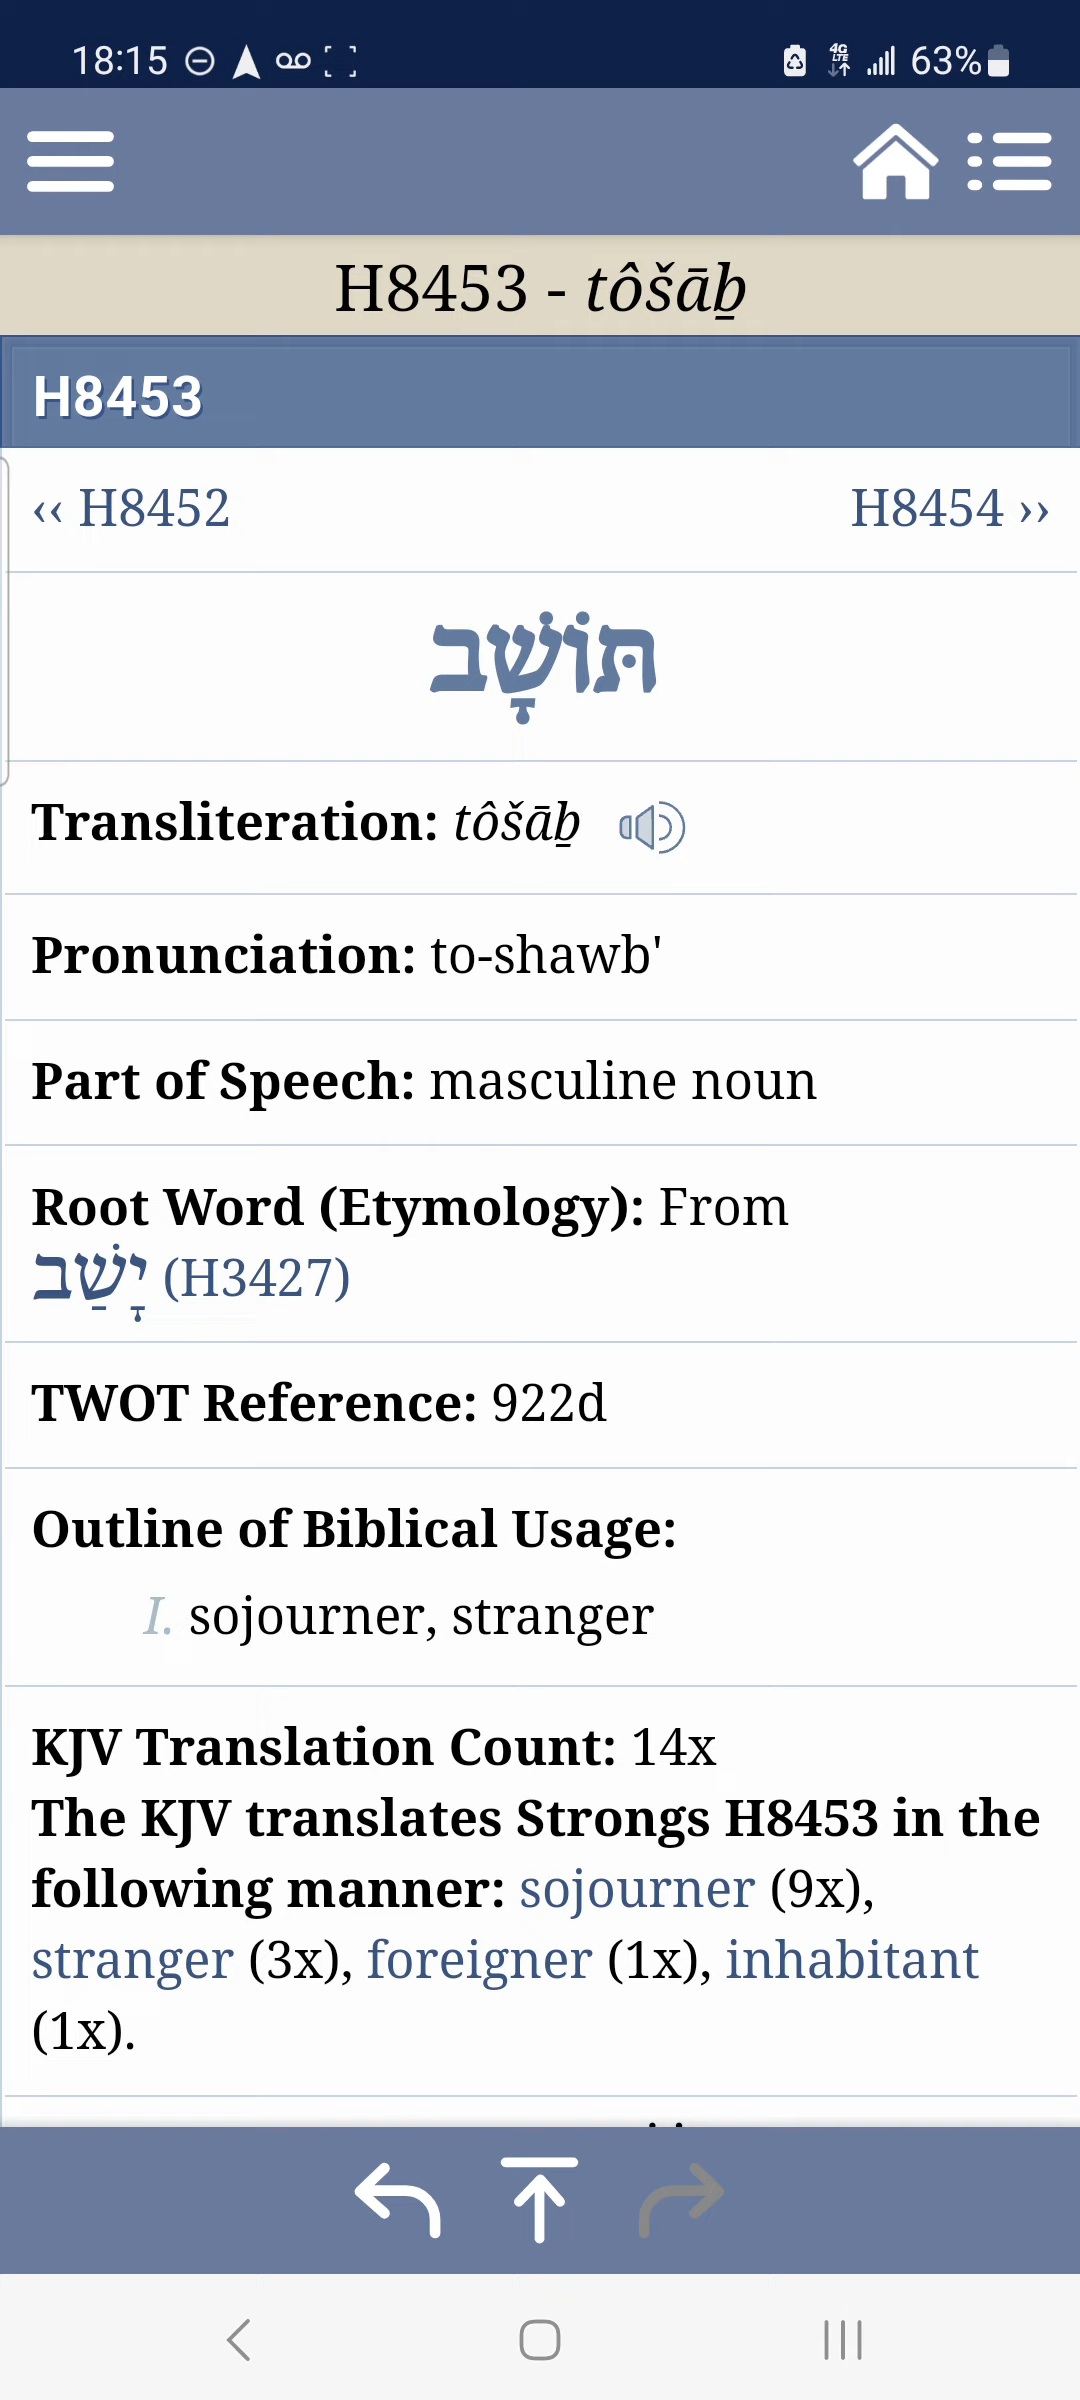 18:15 4G LTE 63%
H8453 - tôšāḇ
H8453
‹‹ H8452 H8454 ››
תּוֹשָׁב
Transliteration: tôšāḇ
Pronunciation: to-shawb'
Part of Speech: masculine noun
Root Word (Etymology): From
יָשַׁב (H3427)
TWOT Reference: 922d
Outline of Biblical Usage:
I. sojourner, stranger
KJV Translation Count: 14x
The KJV translates Strongs H8453 in the
following manner: sojourner (9x),
stranger (3x), foreigner (1x), inhabitant
(1x).